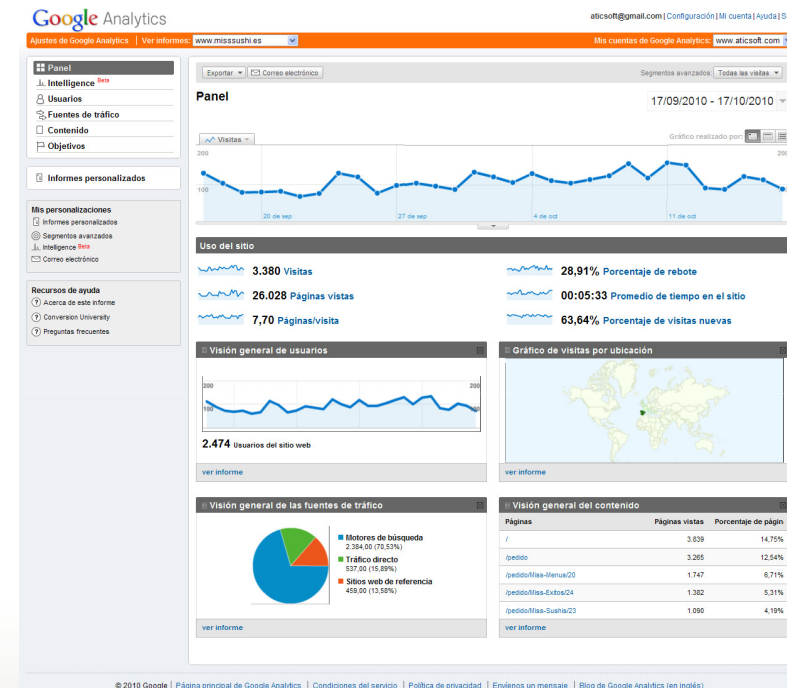 Google Analytics
aticsoft@gmail.com | Configuración | Mi cuenta | Ayuda | S
Ajustes de Google Analytics | Ver informes: www.misssushi.es
Mis cuentas de Google Analytics: www.aticsoft.com
Panel
Intelligence Beta
Usuarios
Fuentes de tráfico
Contenido
Objetivos
Informes personalizados
Mis personalizaciones
Informes personalizados
Segmentos avanzados
Intelligence Beta
Correo electrónico
Recursos de ayuda
Acerca de este informe
Conversion University
Preguntas frecuentes
Exportar Correo electrónico
Segmentos avanzados: Todas las visitas
Panel
17/09/2010 - 17/10/2010
Visitas
Gráfico realizado por:
200 200
100
20 de sep 27 de sep 4 de oct 11 de oct
Uso del sitio
3.380 Visitas
26.028 Páginas vistas
7,70 Páginas/visita
28,91% Porcentaje de rebote
00:05:33 Promedio de tiempo en el sitio
63,64% Porcentaje de visitas nuevas
Visión general de usuarios
200 200
100 100
2.474 Usuarios del sitio web
ver informe
Gráfico de visitas por ubicación
ver informe
Visión general de las fuentes de tráfico
Motores de búsqueda
2.384,00 (70,53%)
Tráfico directo
537,00 (15,89%)
Sitios web de referencia
459,00 (13,58%)
ver informe
Visión general del contenido
Páginas Páginas vistas Porcentaje de págin
/ 3.839 14,75%
/pedido 3.265 12,54%
/pedido/Miss-Menus/20 1.747 6,71%
/pedido/Miss-Exitos/24 1.382 5,31%
/pedido/Miss-Sushis/23 1.090 4,19%
ver informe
© 2010 Google | Página principal de Google Analytics | Condiciones del servicio | Política de privacidad | Envíenos un mensaje | Blog de Google Analytics (en inglés)